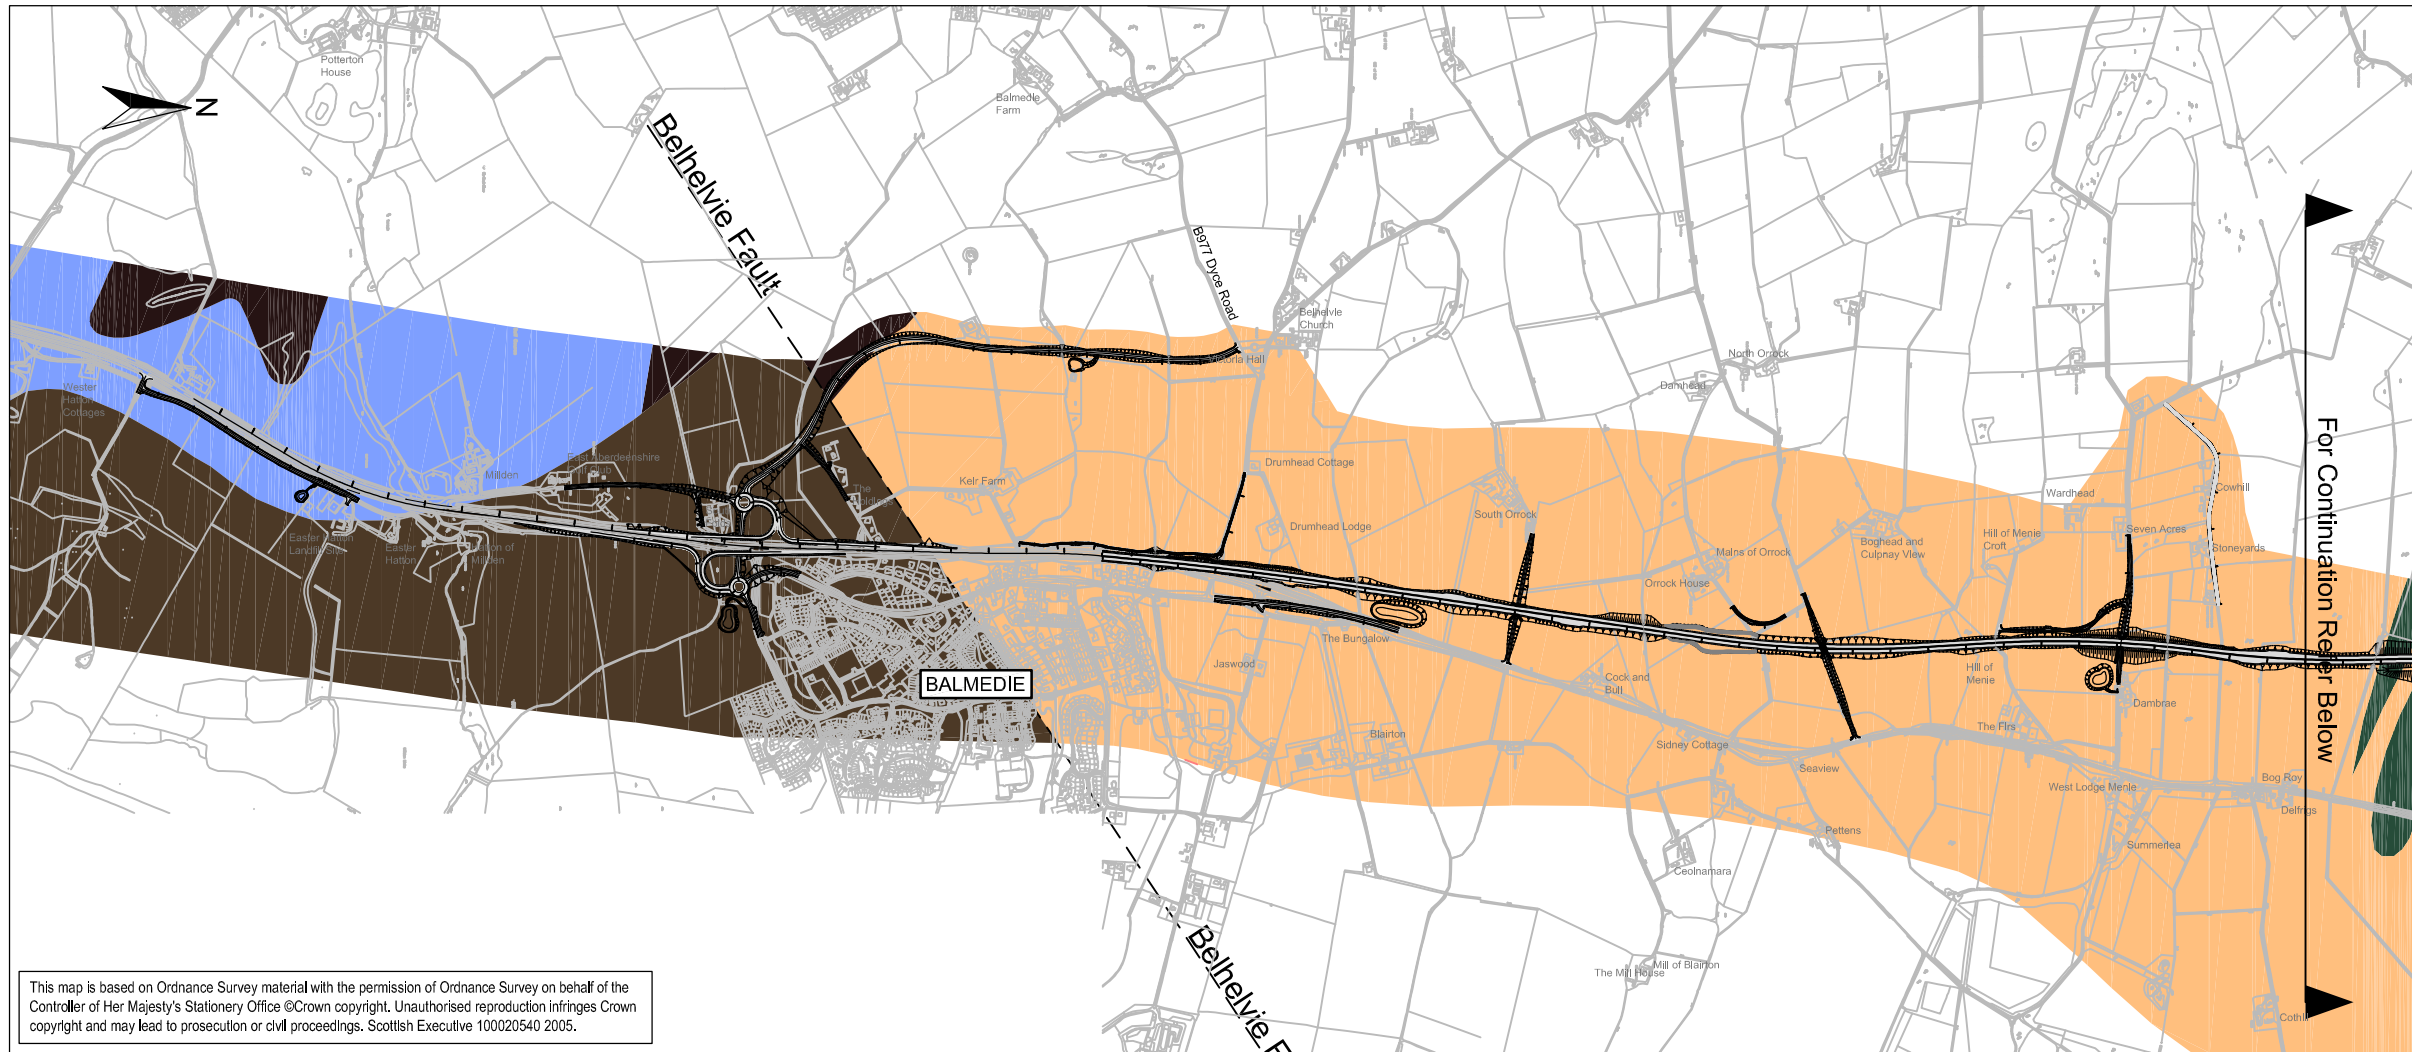 Potterton
House
N
Balmedie
Farm
Belhelvie Fault
B977 Dyce Road
Belhelvie
Church
Victoria Hall
North Orrock
Damhead
Wester
Hatton
Cottages
Millden
East Aberdeenshire
Golf Club
The
Holdings
Keir Farm
Drumhead Cottage
Drumhead Lodge
South Orrock
Mains of Orrock
Orrock House
Boghead and
Culpnay View
Hill of Menie
Croft
Wardhead
Cowhill
Seven Acres
Stoneyards
For Continuation Refer Below
Easter Hatton
Landfill Site
Easter
Hatton
Hatton of
Millden
BALMEDIE
Jaswood
The Bungalow
Blairton
Cock and
Bull
Sidney Cottage
Seaview
Hill of
Menie
The Firs
Dambrae
West Lodge Menie
Bog Roy
Delfrigs
Pettens
Summerlea
Ceolnamara
The Mill House
Mill of Blairton
Cothill
Belhelvie F
This map is based on Ordnance Survey material with the permission of Ordnance Survey on behalf of the
Controller of Her Majesty's Stationery Office ©Crown copyright. Unauthorised reproduction infringes Crown
copyright and may lead to prosecution or civil proceedings. Scottish Executive 100020540 2005.